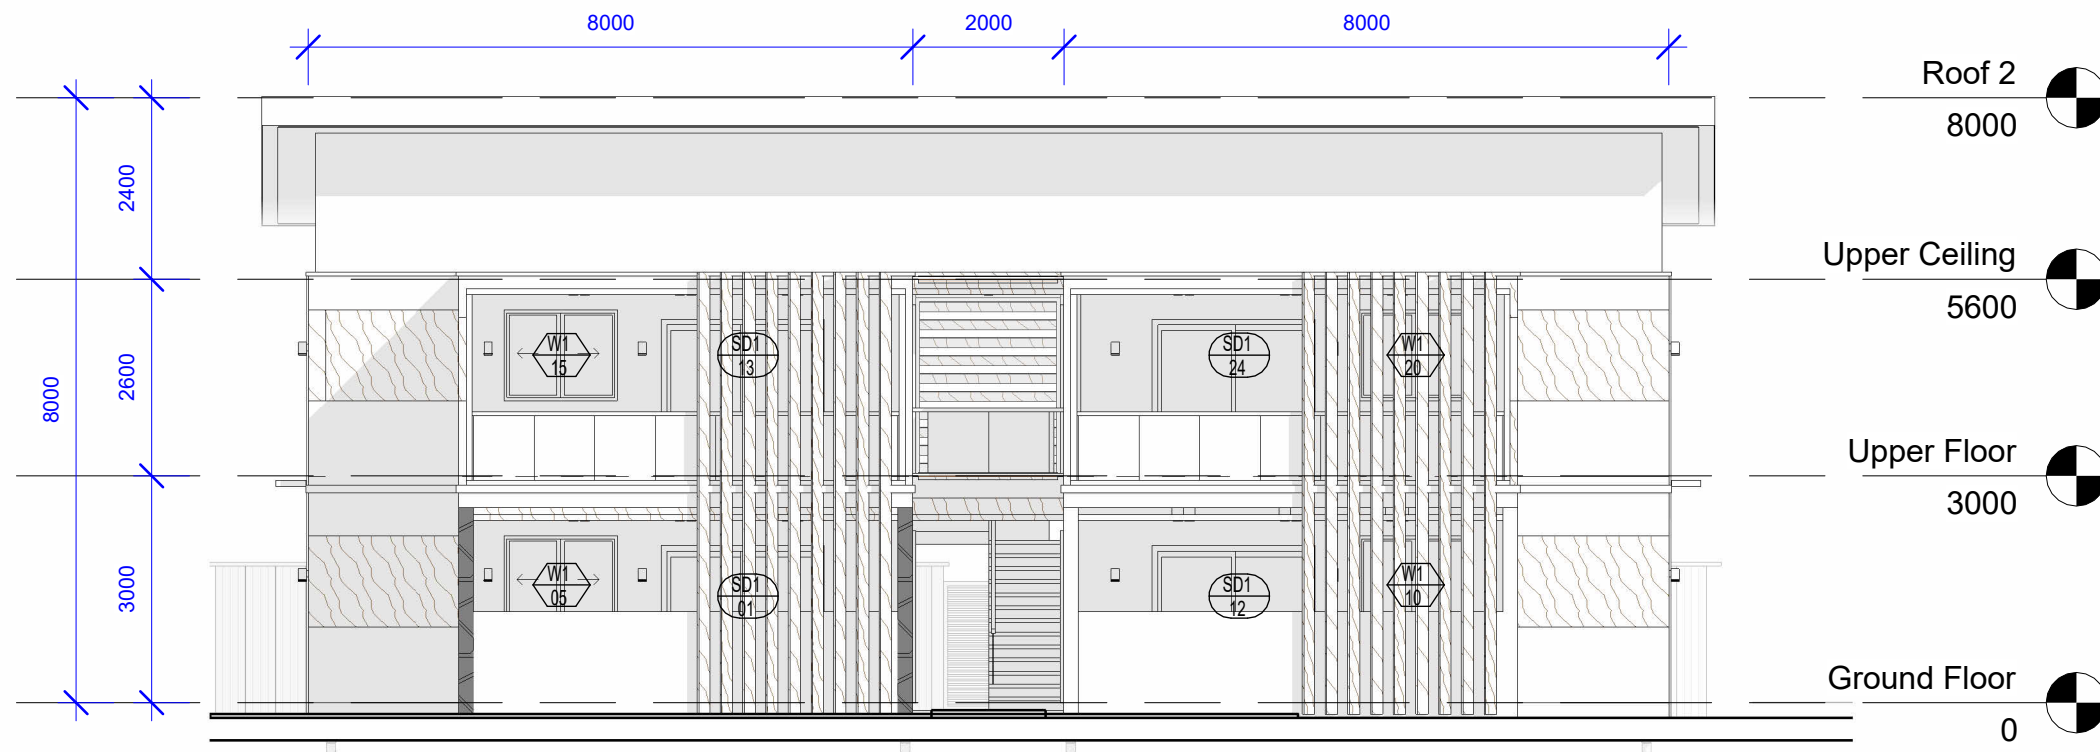 8000
2000
8000
Roof 2
8000
2400
Upper Ceiling
5600
W1
15
SD1
13
SD1
24
W1
20
2600
8000
Upper Floor
3000
W1
05
SD1
01
SD1
12
W1
10
3000
Ground Floor
0